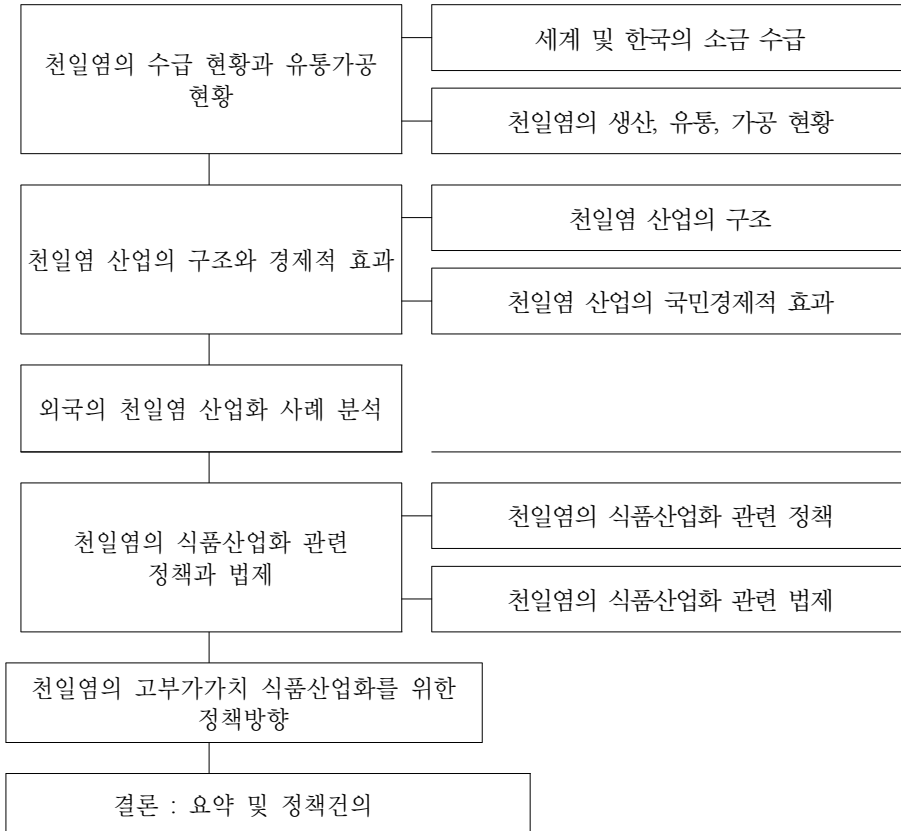 천일염의 수급 현황과 유통가공
현황
세계 및 한국의 소금 수급
천일염의 생산, 유통, 가공 현황
천일염 산업의 구조와 경제적 효과
천일염 산업의 구조
천일염 산업의 국민경제적 효과
외국의 천일염 산업화 사례 분석
천일염의 식품산업화 관련
정책과 법제
천일염의 식품산업화 관련 정책
천일염의 식품산업화 관련 법제
천일염의 고부가가치 식품산업화를 위한
정책방향
결론 : 요약 및 정책건의